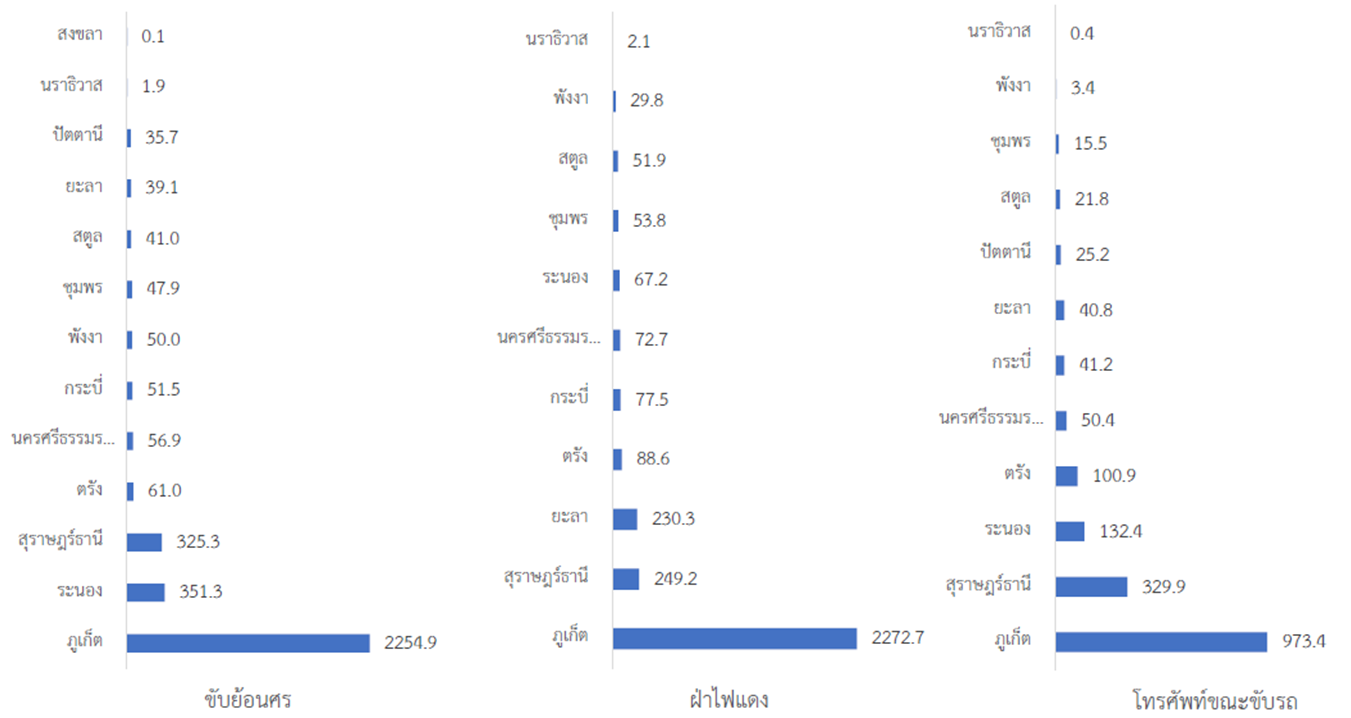 สงขลา 0.1
นราธิวาส 1.9
ปัตตานี 35.7
ยะลา 39.1
สตูล 41.0
ชุมพร 47.9
พังงา 50.0
กระบี่ 51.5
นครศรีธรรมร... 56.9
ตรัง 61.0
สุราษฎร์ธานี 325.3
ระนอง 351.3
ภูเก็ต 2254.9
ขับย้อนศร
นราธิวาส 2.1
พังงา 29.8
สตูล 51.9
ชุมพร 53.8
ระนอง 67.2
นครศรีธรรมร... 72.7
กระบี่ 77.5
ตรัง 88.6
ยะลา 230.3
สุราษฎร์ธานี 249.2
ภูเก็ต 2272.7
ฝ่าไฟแดง
นราธิวาส 0.4
พังงา 3.4
ชุมพร 15.5
สตูล 21.8
ปัตตานี 25.2
ยะลา 40.8
กระบี่ 41.2
นครศรีธรรมร... 50.4
ตรัง 100.9
ระนอง 132.4
สุราษฎร์ธานี 329.9
ภูเก็ต 973.4
โทรศัพท์ขณะขับรถ